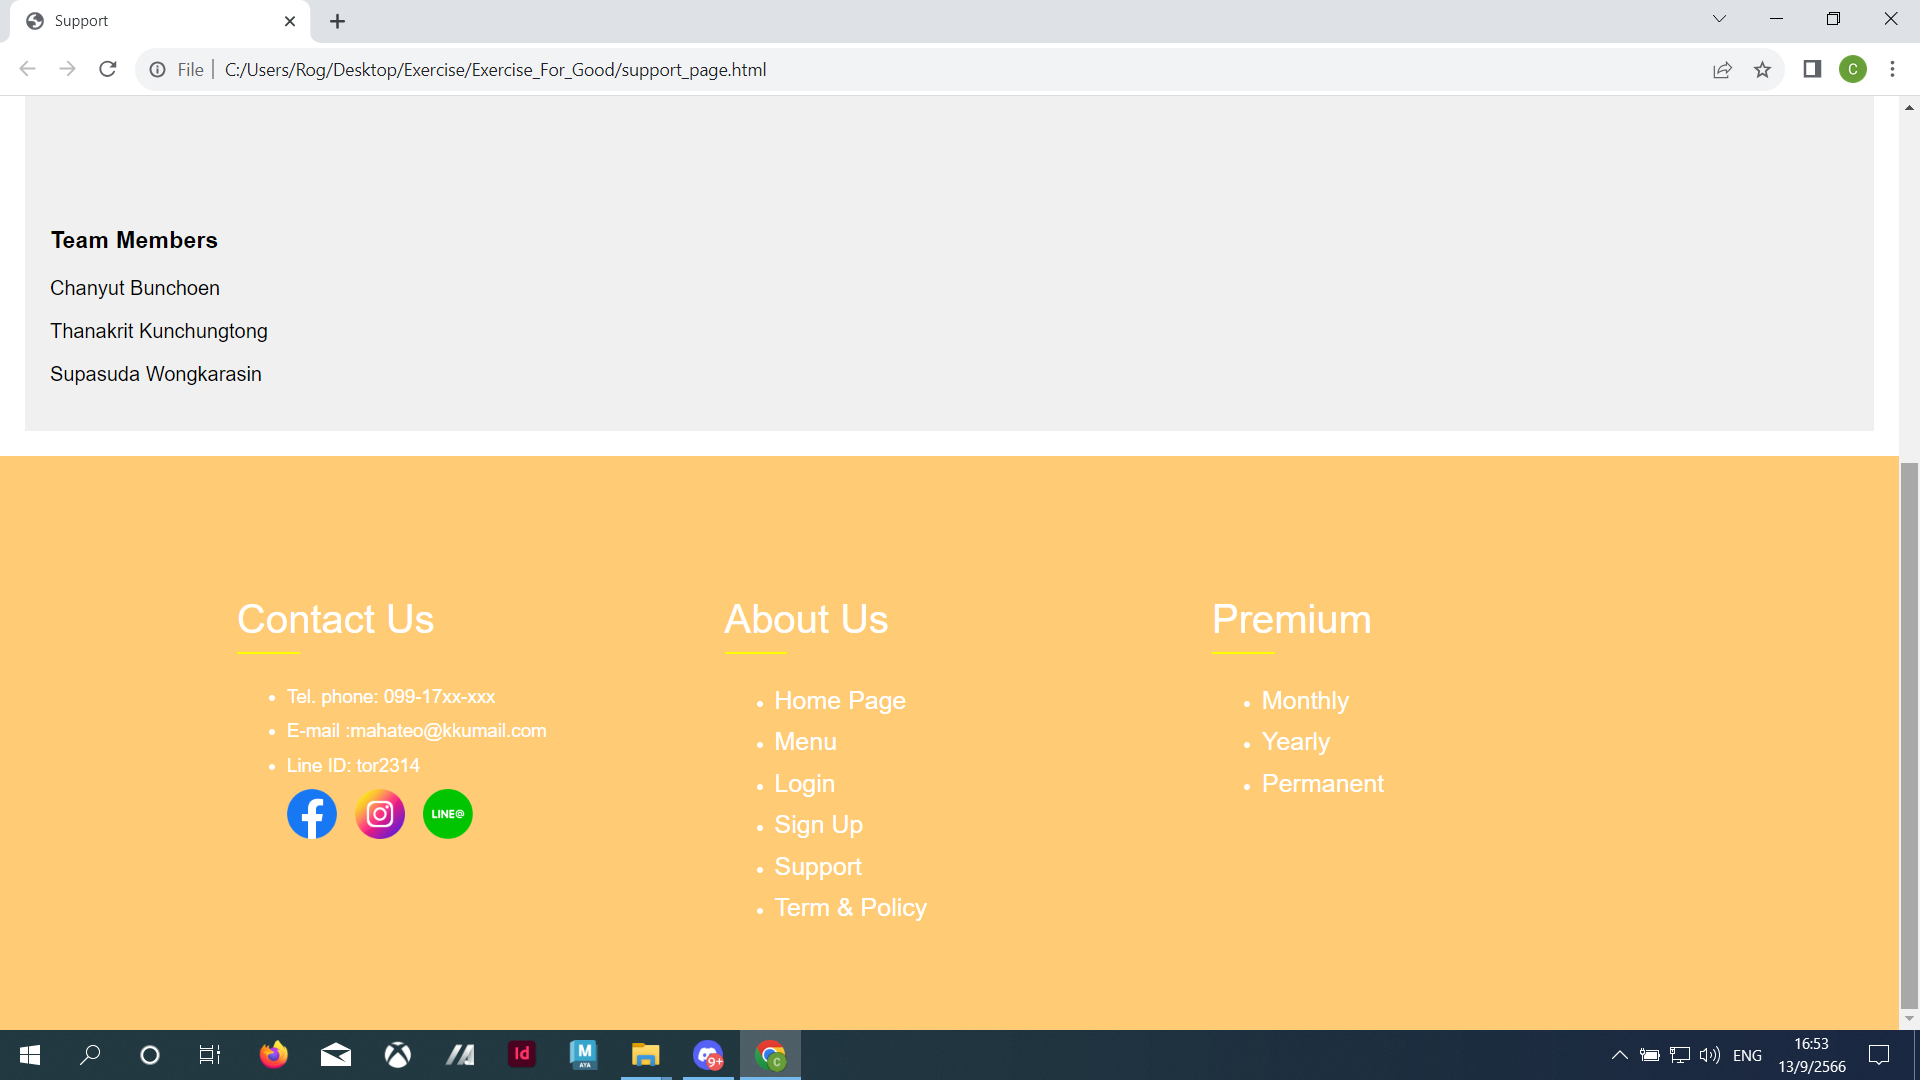 Support
File
C:/Users/Rog/Desktop/Exercise/Exercise_For_Good/support_page.html
C
Team Members
Chanyut Bunchoen
Thanakrit Kunchungtong
Supasuda Wongkarasin
Contact Us
Tel. phone: 099-17xx-xxx
E-mail :mahateo@kkumail.com
Line ID: tor2314
LINE@
About Us
Home Page
Menu
Login
Sign Up
Support
Term & Policy
Premium
Monthly
Yearly
Permanent
Id
M
AYA
9+
C
ENG
16:53
13/9/2566